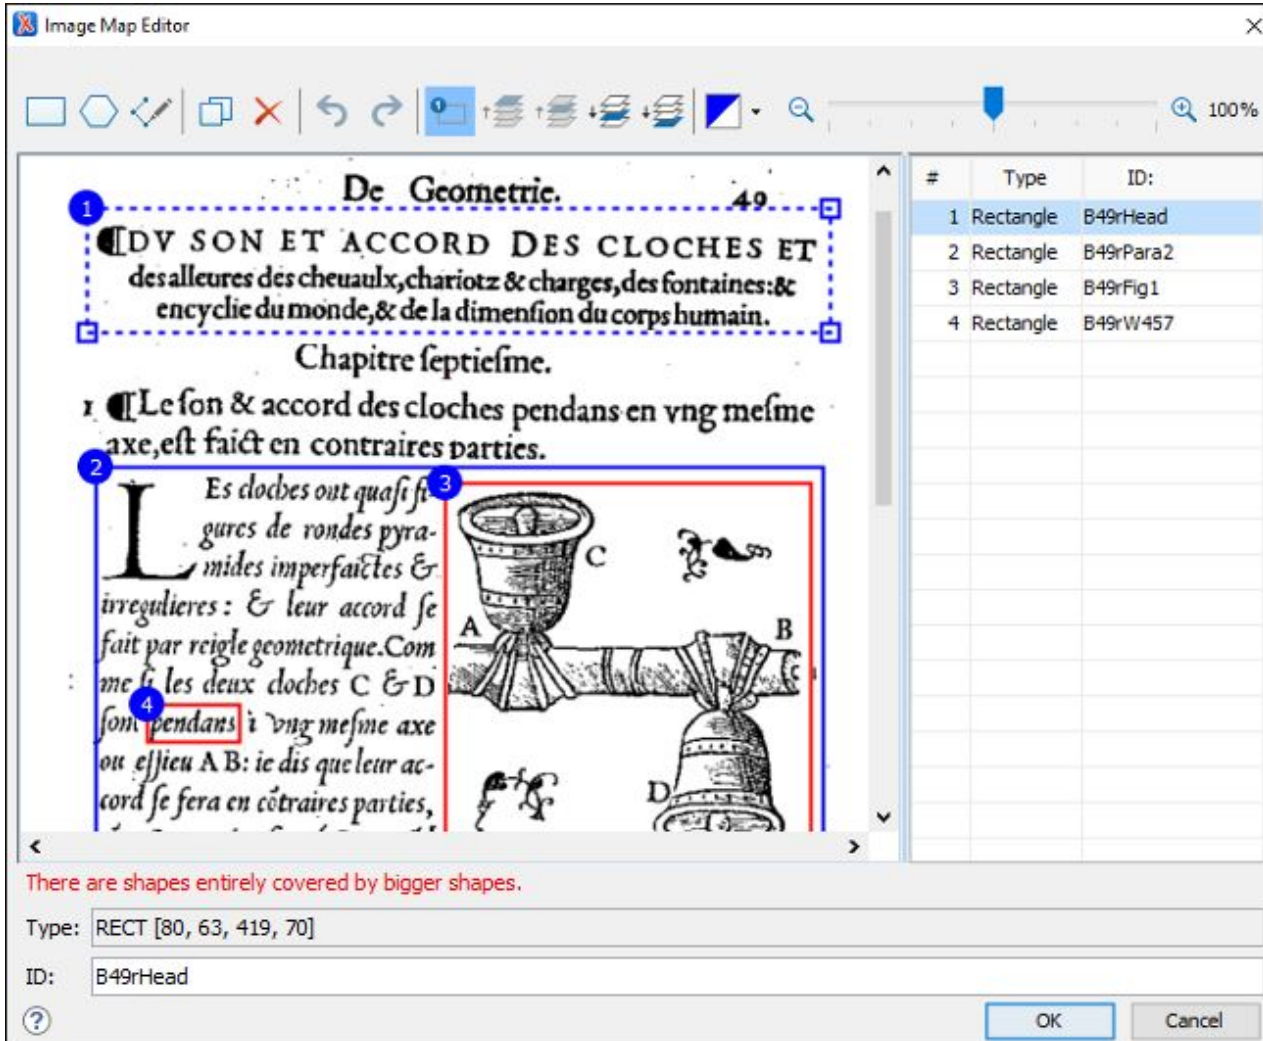 Image Map Editor
100%
De Geometrie. 49
1
¶DV SON ET ACCORD DES CLOCHES ET
des alleures des cheuaulx, chariotz & charges, des fontaines: &
encyclie du monde, & de la dimenſion du corps humain.
Chapitre ſeptieſme.
1 ¶Le ſon & accord des cloches pendans en vng meſme
axe, eſt faict en contraires parties.
2
LEs cloches ont quaſi fi-
gures de rondes pyra-
mides imperfaictes &
irregulieres: & leur accord ſe
fait par reigle geometrique. Com
me ſi les deux cloches C & D
ſont pendans à vng meſme axe
ou eſſieu A B: ie dis que leur ac-
cord ſe fera en cõtraires parties,
3
C
A
B
D
4
# Type ID:
1 Rectangle B49rHead
2 Rectangle B49rPara2
3 Rectangle B49rFig1
4 Rectangle B49rW457
There are shapes entirely covered by bigger shapes.
Type: RECT [80, 63, 419, 70]
ID: B49rHead
?
OK
Cancel